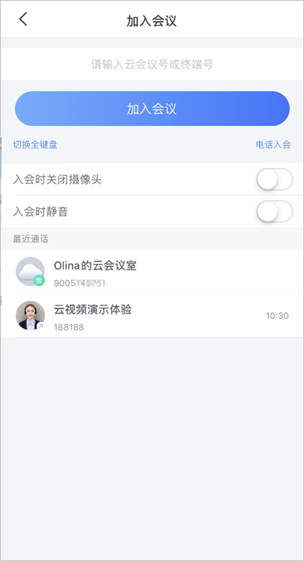 加入会议
请输入云会议号或终端号
加入会议
切换全键盘 电话入会
入会时关闭摄像头
入会时静音
最近通话
Olina的云会议室
云
云视频演示体验 10:30
188188